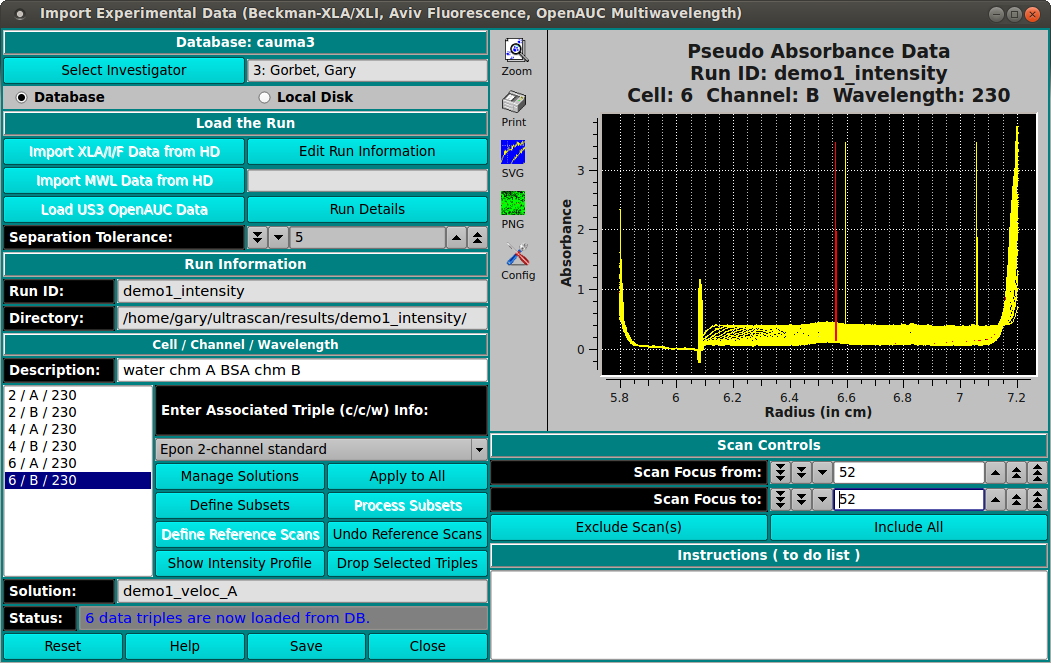 Import Experimental Data (Beckman-XLA/XLI, Aviv Fluorescence, OpenAUC Multiwavelength)
Database: cauma3
Select Investigator
3: Gorbet, Gary
Database
Local Disk
Load the Run
Import XLA/I/F Data from HD
Edit Run Information
Import MWL Data from HD
Load US3 OpenAUC Data
Run Details
Separation Tolerance:
5
Run Information
Run ID:
demo1_intensity
Directory:
/home/gary/ultrascan/results/demo1_intensity/
Cell / Channel / Wavelength
Description:
water chm A BSA chm B
2 / A / 230
2 / B / 230
4 / A / 230
4 / B / 230
6 / A / 230
6 / B / 230
Enter Associated Triple (c/c/w) Info:
Epon 2-channel standard
Manage Solutions
Apply to All
Define Subsets
Process Subsets
Define Reference Scans
Undo Reference Scans
Show Intensity Profile
Drop Selected Triples
Solution:
demo1_veloc_A
Status:
6 data triples are now loaded from DB.
Reset
Help
Save
Close
Zoom
Print
SVG
PNG
Config
Pseudo Absorbance Data
Run ID: demo1_intensity
Cell: 6 Channel: B Wavelength: 230
Absorbance
3
2
1
0
5.8
6
6.2
6.4
6.6
6.8
7
7.2
Radius (in cm)
Scan Controls
Scan Focus from:
52
Scan Focus to:
52
Exclude Scan(s)
Include All
Instructions ( to do list )